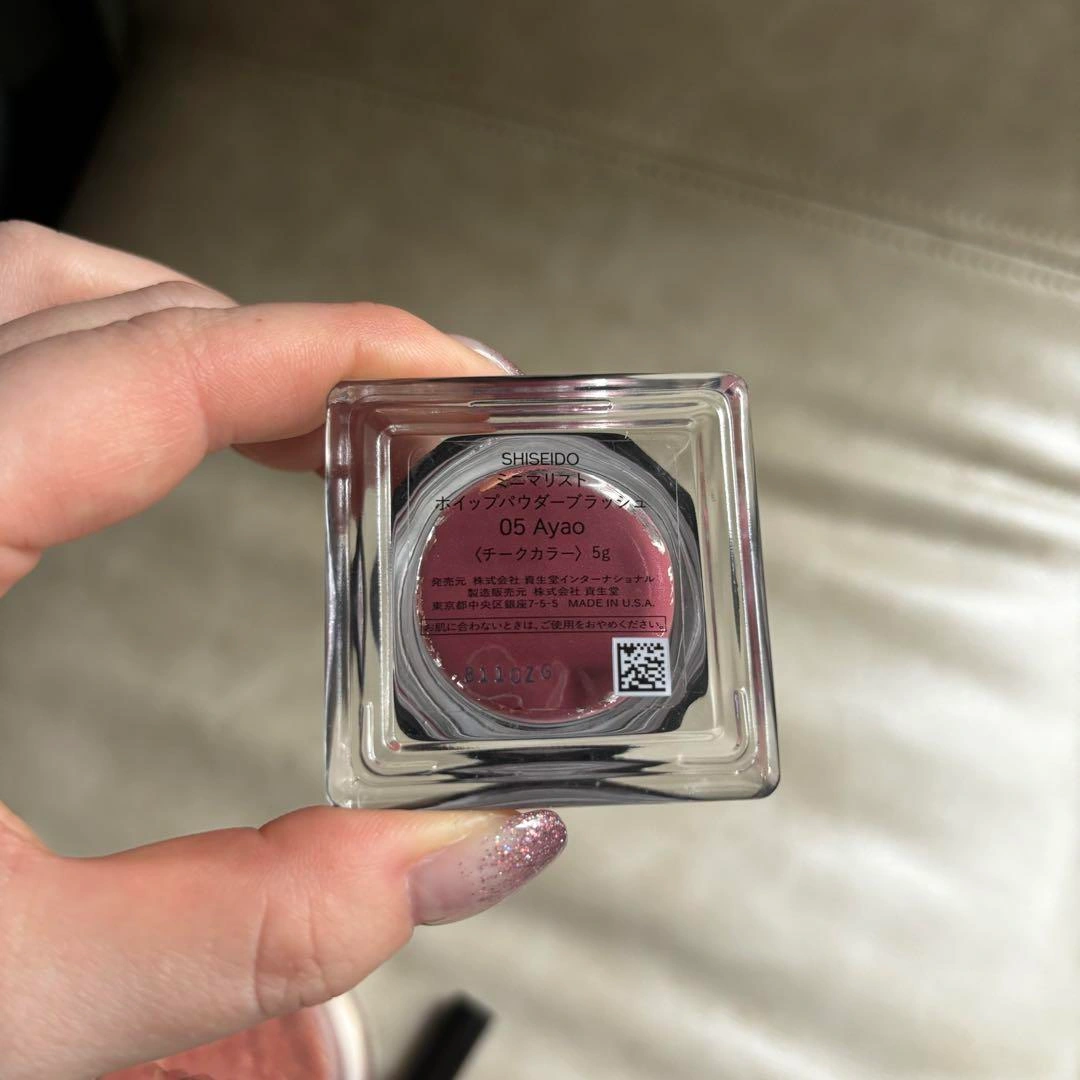 SHISEIDO
ミニマリスト
ホイップパウダーブラッシュ
05 Ayao
〈チークカラー〉5g
発売元 株式会社 資生堂インターナショナル
製造販売元 株式会社 資生堂
東京都中央区銀座7-5-5 MADE IN U.S.A.
お肌に合わないときは、ご使用をおやめください。